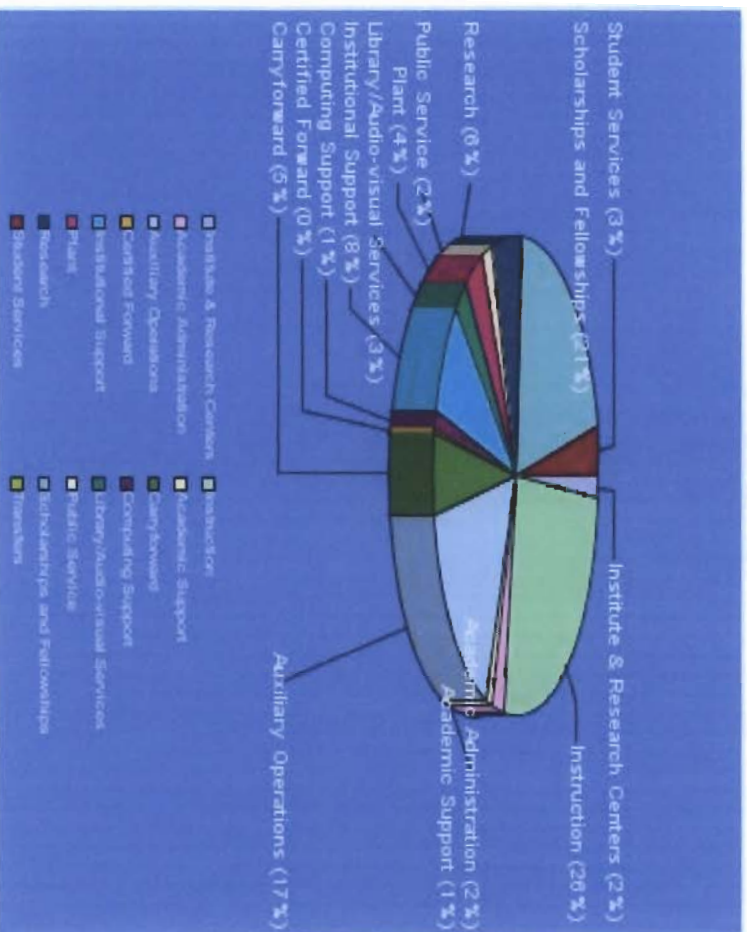 Student Services (3%)
Institute & Research Centers (2%)
Scholarships and Fellowships (21%)
Instruction (26%)
Research (6%)
Academic Administration (2%)
Academic Support (1%)
Public Service (2%)
Plant (4%)
Library/Audio-visual Services (3%)
Institutional Support (8%)
Computing Support (1%)
Certified Forward (0%)
Carryforward (5%)
Auxiliary Operations (17%)
Institute & Research Centers
Instruction
Academic Administration
Academic Support
Auxiliary Operations
Carryforward
Certified Forward
Computing Support
Institutional Support
Library/Audio-visual Services
Plant
Public Service
Research
Scholarships and Fellowships
Student Services
Transfers